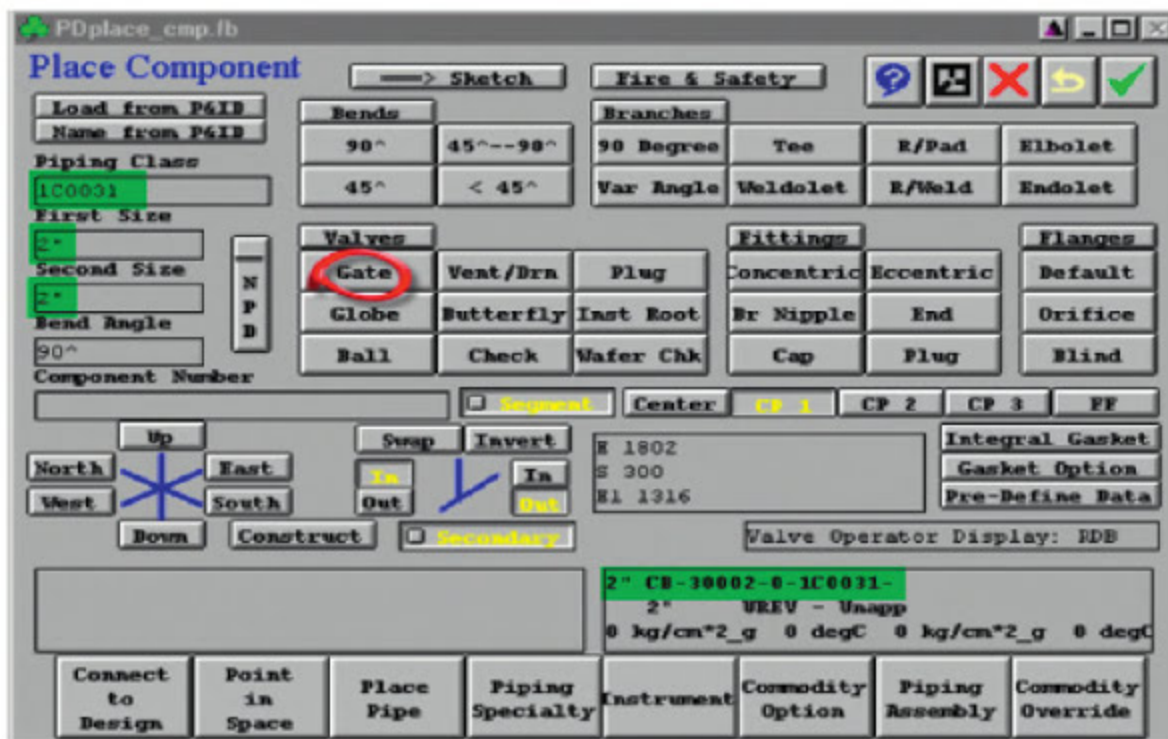 PDplace_cmp.fb
Place Component
===> Sketch
Fire & Safety
Load from P&ID
Name from P&ID
Piping Class
1C0031
First Size
2"
Second Size
2"
NPD
Bend Angle
90^
Component Number
Bends
90^ 45^--90^
45^ < 45^
Branches
90 Degree Tee R/Pad Elbolet
Var Angle Weldolet R/Weld Endolet
Valves
Gate Vent/Drn Plug
Globe Butterfly Inst Root
Ball Check Wafer Chk
Fittings
Concentric Eccentric
Br Nipple End
Cap Plug
Flanges
Default
Orifice
Blind
Segment Center CP 1 CP 2 CP 3 FF
Up
North East
West South
Down
Construct
Swap Invert
In In
Out Out
Secondary
E 1802
S 300
El 1316
Integral Gasket
Gasket Option
Pre-Define Data
Valve Operator Display: RDB
2" CB-30002-0-1C0031-
2" UREV - Unapp
0 kg/cm*2_g 0 degC 0 kg/cm*2_g 0 degC
Connect to Design
Point in Space
Place Pipe
Piping Specialty
Instrument
Commodity Option
Piping Assembly
Commodity Override